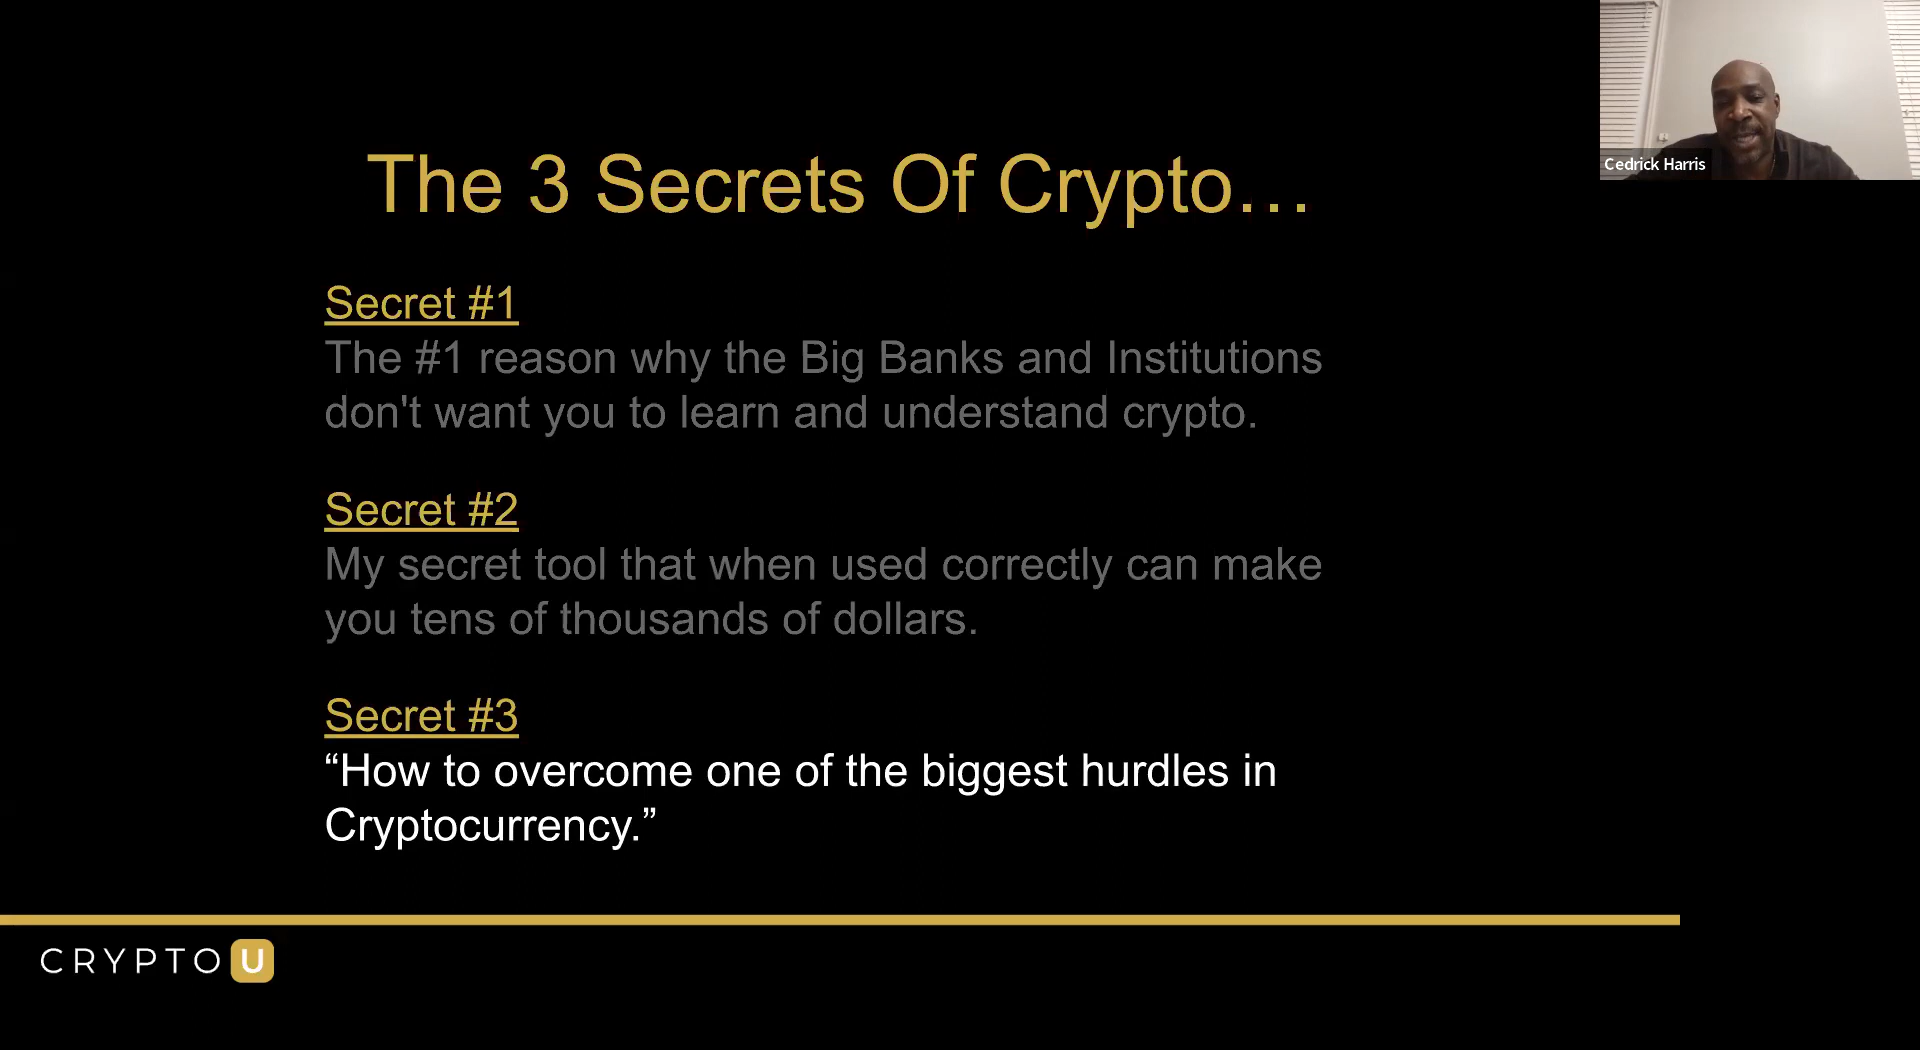 Cedrick Harris
The 3 Secrets Of Crypto...
Secret #1
The #1 reason why the Big Banks and Institutions
don't want you to learn and understand crypto.
Secret #2
My secret tool that when used correctly can make
you tens of thousands of dollars.
Secret #3
“How to overcome one of the biggest hurdles in
Cryptocurrency.”
CRYPTO U